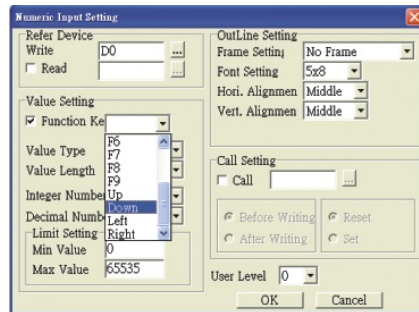 Numeric Input Setting
Refer Device
Write D0 ...
Read ...
Value Setting
Function Ke
F6
F7
Value Type
F8
Value Length
F9
Integer Number
Up
Down
Decimal Numb
Left
Limit Setting
Right
Min Value 0
Max Value 65535
OutLine Setting
Frame Setting No Frame
Font Setting 5x8
Hori. Alignmen Middle
Vert. Alignmen Middle
Call Setting
Call ...
Before Writing Reset
After Writing Set
User Level 0
OK Cancel